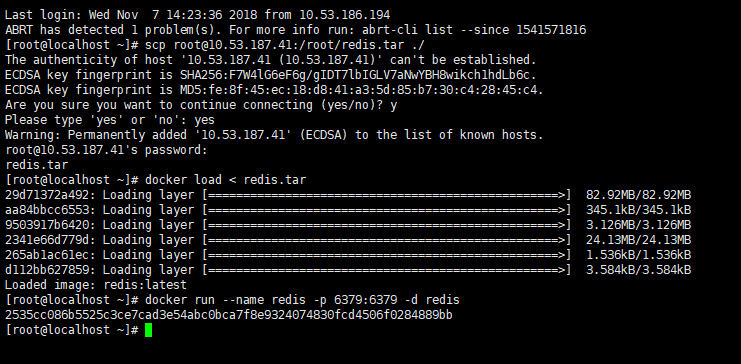 Last login: Wed Nov  7 14:23:36 2018 from 10.53.186.194
ABRT has detected 1 problem(s). For more info run: abrt-cli list --since 1541571816
[root@localhost ~]# scp root@10.53.187.41:/root/redis.tar ./
The authenticity of host '10.53.187.41 (10.53.187.41)' can't be established.
ECDSA key fingerprint is SHA256:F7W4lG6eF6g/gIDT7lbIGLV7aNwYBH8wikch1hdLb6c.
ECDSA key fingerprint is MD5:fe:8f:45:ec:18:d8:41:a3:5d:85:b7:30:c4:28:45:c4.
Are you sure you want to continue connecting (yes/no)? y
Please type 'yes' or 'no': yes
Warning: Permanently added '10.53.187.41' (ECDSA) to the list of known hosts.
root@10.53.187.41's password:
redis.tar
[root@localhost ~]# docker load < redis.tar
29d71372a492: Loading layer [==================================================>]  82.92MB/82.92MB
aa84bbcc6553: Loading layer [==================================================>]  345.1kB/345.1kB
9503917b6420: Loading layer [==================================================>]  3.126MB/3.126MB
2341e66d779d: Loading layer [==================================================>]  24.13MB/24.13MB
265ab1ac61ec: Loading layer [==================================================>]  1.536kB/1.536kB
d112bb627859: Loading layer [==================================================>]  3.584kB/3.584kB
Loaded image: redis:latest
[root@localhost ~]# docker run --name redis -p 6379:6379 -d redis
2535cc086b5525c3ce7cad3e54abc0bca7f8e9324074830fcd4506f0284889bb
[root@localhost ~]#